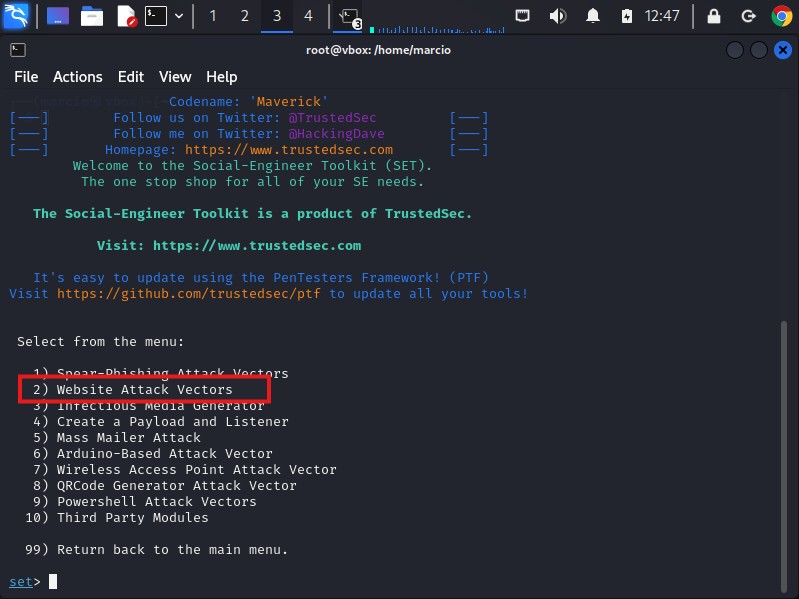 1 2 3 4 3 12:47
root@vbox: /home/marcio
File Actions Edit View Help
Codename: 'Maverick'
[---] Follow us on Twitter: @TrustedSec [---]
[---] Follow me on Twitter: @HackingDave [---]
[---] Homepage: https://www.trustedsec.com [---]
Welcome to the Social-Engineer Toolkit (SET).
The one stop shop for all of your SE needs.
The Social-Engineer Toolkit is a product of TrustedSec.
Visit: https://www.trustedsec.com
It's easy to update using the PenTesters Framework! (PTF)
Visit https://github.com/trustedsec/ptf to update all your tools!
Select from the menu:
1) Spear-Phishing Attack Vectors
2) Website Attack Vectors
3) Infectious Media Generator
4) Create a Payload and Listener
5) Mass Mailer Attack
6) Arduino-Based Attack Vector
7) Wireless Access Point Attack Vector
8) QRCode Generator Attack Vector
9) Powershell Attack Vectors
10) Third Party Modules
99) Return back to the main menu.
set>